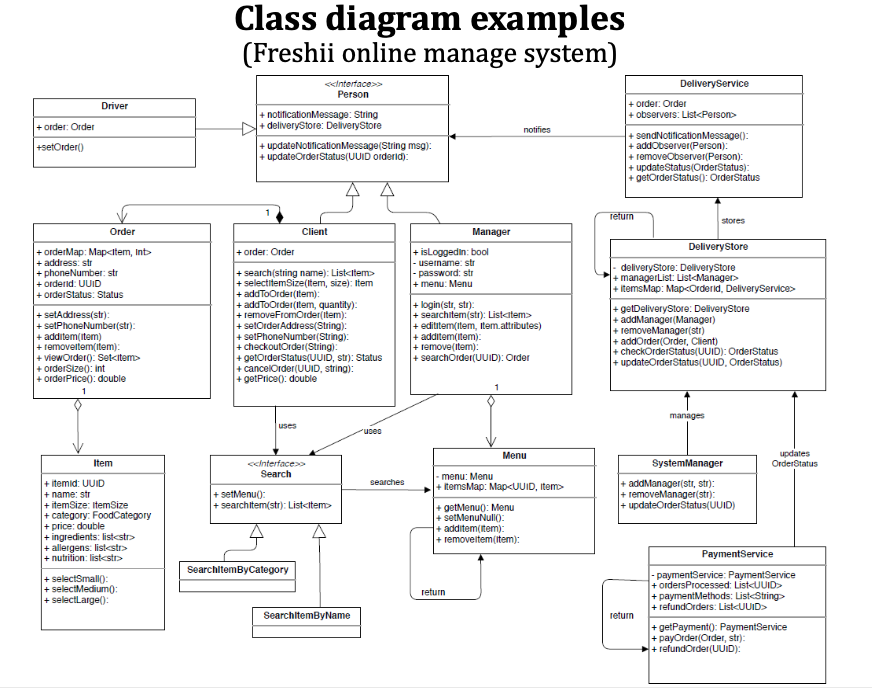 Class diagram examples
(Freshii online manage system)
Driver
+ order: Order
+setOrder()
<<Interface>>
Person
+ notificationMessage: String
+ deliveryStore: DeliveryStore
+ updateNotificationMessage(String msg):
+ updateOrderStatus(UUID orderid):
notifies
DeliveryService
+ order: Order
+ observers: List<Person>
+ sendNotificationMessage():
+ addObserver(Person):
+ removeObserver(Person):
+ updateStatus(OrderStatus):
+ getOrderStatus(): OrderStatus
1
Order
+ orderMap: Map<Item, Int>
+ address: str
+ phoneNumber: str
+ orderid: UUID
+ orderStatus: Status
+ setAddress(str):
+ setPhoneNumber(str):
+ addItem(item)
+ removeItem(item):
+ viewOrder(): Set<Item>
+ orderSize(): int
+ orderPrice(): double
1
Client
+ order: Order
+ search(string name): List<Item>
+ selectItemSize(Item, size): Item
+ addToOrder(Item):
+ addToOrder(Item, quantity):
+ removeFromOrder(Item):
+ setOrderAddress(String):
+ setPhoneNumber(String):
+ checkoutOrder(String):
+ getOrderStatus(UUID, str): Status
+ cancelOrder(UUID, string):
+ getPrice(): double
Manager
+ isLoggedIn: bool
- username: str
- password: str
+ menu: Menu
+ login(str, str):
+ searchItem(str): List<Item>
+ editItem(item, item.attributes)
+ addItem(item):
+ remove(item):
+ searchOrder(UUID): Order
1
return
stores
DeliveryStore
- deliveryStore: DeliveryStore
+ managerList: List<Manager>
+ itemsMap: Map<OrderId, DeliveryService>
+ getDeliveryStore: DeliveryStore
+ addManager(Manager)
+ removeManager(str)
+ addOrder(Order, Client)
+ checkOrderStatus(UUID): OrderStatus
+ updateOrderStatus(UUID, OrderStatus)
uses
uses
manages
updates
OrderStatus
Item
+ itemId: UUID
+ name: str
+ itemSize: ItemSize
+ category: FoodCategory
+ price: double
+ ingredients: list<str>
+ allergens: list<str>
+ nutrition: list<str>
+ selectSmall():
+ selectMedium():
+ selectLarge():
<<Interface>>
Search
+ setMenu():
+ searchItem(str): List<Item>
searches
Menu
- menu: Menu
+ itemsMap: Map<UUID, Item>
+ getMenu(): Menu
+ setMenuNull():
+ addItem(Item):
+ removeItem(Item):
return
SearchItemByCategory
SearchItemByName
SystemManager
+ addManager(str, str):
+ removeManager(str):
+ updateOrderStatus(UUID)
PaymentService
- paymentService: PaymentService
+ ordersProcessed: List<UUID>
+ paymentMethods: List<String>
+ refundOrders: List<UUID>
+ getPayment(): PaymentService
+ payOrder(Order, str):
+ refundOrder(UUID):
return